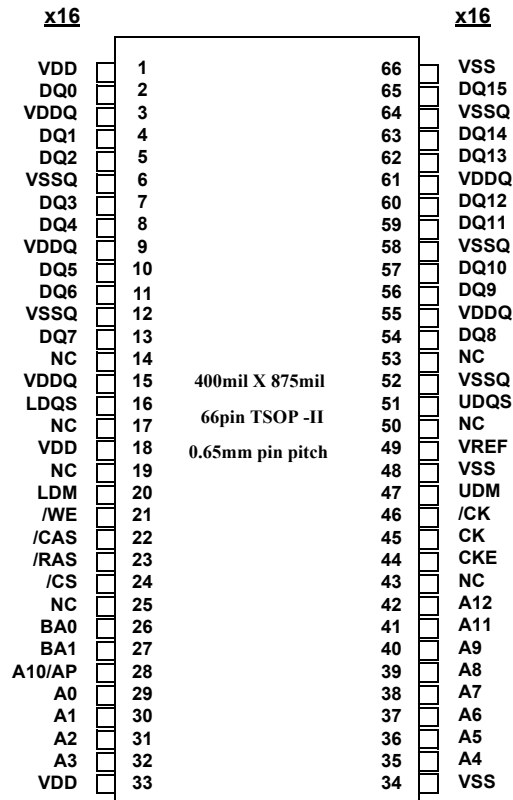 x16 x16
VDD 1 66 VSS
DQ0 2 65 DQ15
VDDQ 3 64 VSSQ
DQ1 4 63 DQ14
DQ2 5 62 DQ13
VSSQ 6 61 VDDQ
DQ3 7 60 DQ12
DQ4 8 59 DQ11
VDDQ 9 58 VSSQ
DQ5 10 57 DQ10
DQ6 11 56 DQ9
VSSQ 12 55 VDDQ
DQ7 13 54 DQ8
NC 14 53 NC
VDDQ 15 400mil X 875mil 52 VSSQ
LDQS 16 66pin TSOP -II 51 UDQS
NC 17 50 NC
VDD 18 0.65mm pin pitch 49 VREF
NC 19 48 VSS
LDM 20 47 UDM
/WE 21 46 /CK
/CAS 22 45 CK
/RAS 23 44 CKE
/CS 24 43 NC
NC 25 42 A12
BA0 26 41 A11
BA1 27 40 A9
A10/AP 28 39 A8
A0 29 38 A7
A1 30 37 A6
A2 31 36 A5
A3 32 35 A4
VDD 33 34 VSS